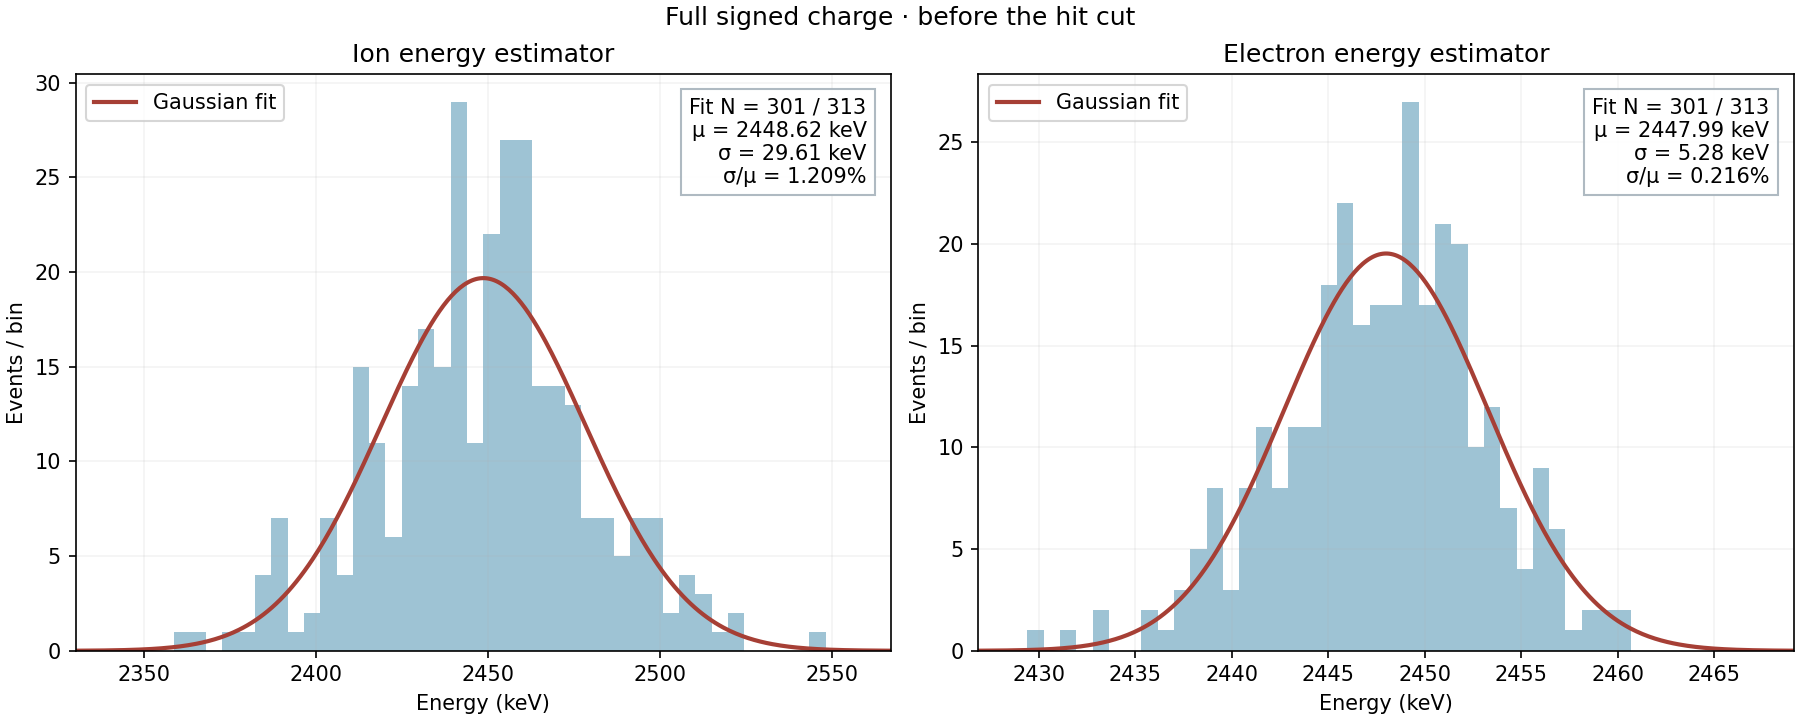 Full signed charge · before the hit cut
Ion energy estimator
Gaussian fit
Fit N = 301 / 313
μ = 2448.62 keV
σ = 29.61 keV
σ/μ = 1.209%
Events / bin
30
25
20
15
10
5
0
2350
2400
2450
2500
2550
Energy (keV)
Electron energy estimator
Gaussian fit
Fit N = 301 / 313
μ = 2447.99 keV
σ = 5.28 keV
σ/μ = 0.216%
Events / bin
25
20
15
10
5
0
2430
2435
2440
2445
2450
2455
2460
2465
Energy (keV)